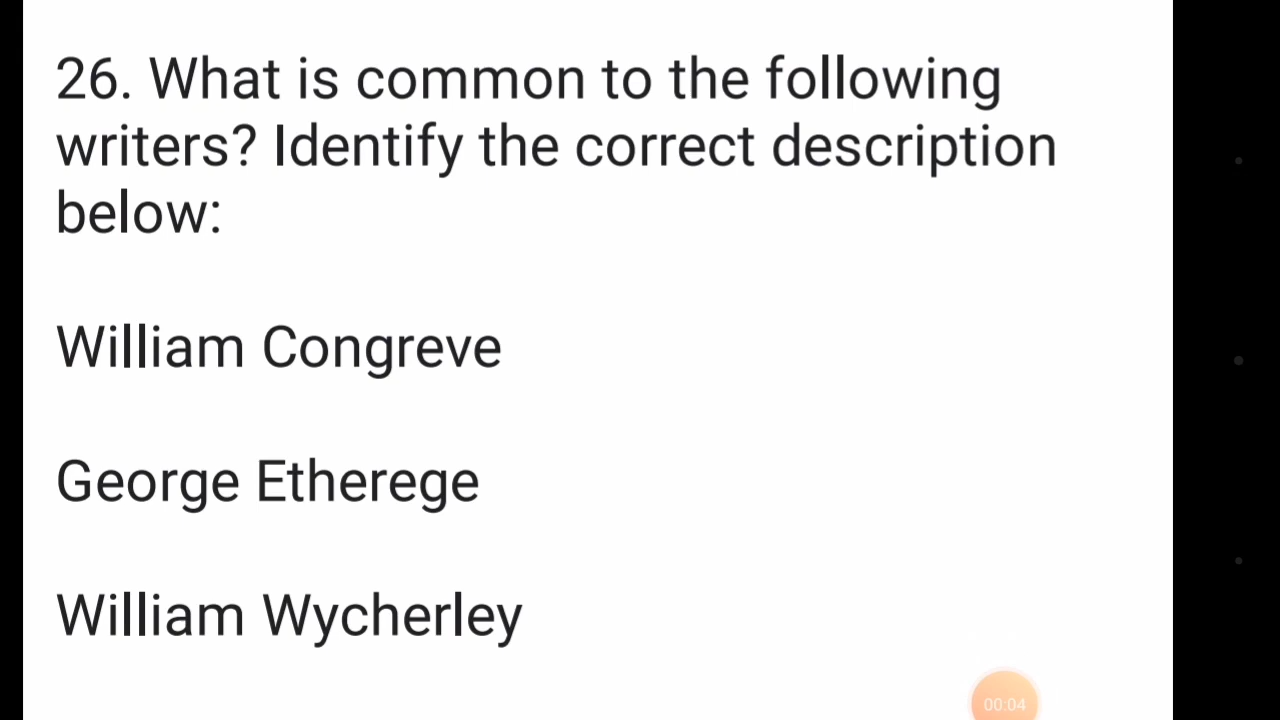 26. What is common to the following
writers? Identify the correct description
below:
William Congreve
George Etherege
William Wycherley
00:04